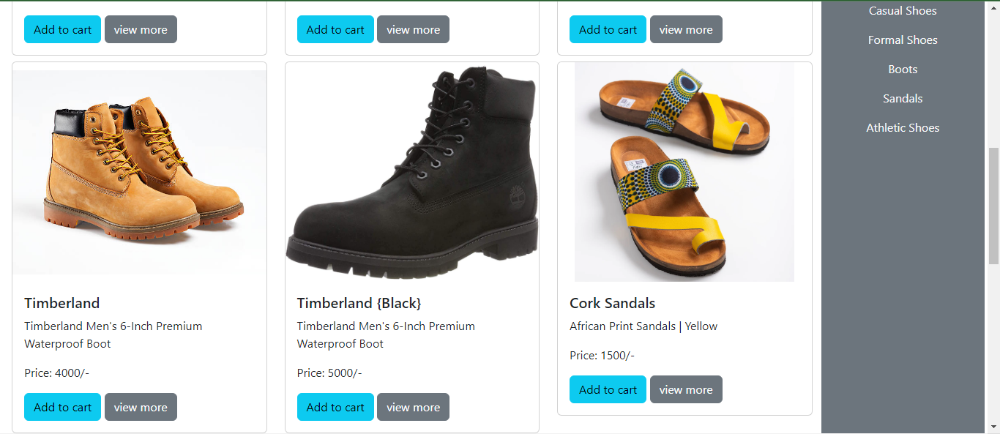 Add to cart view more
Add to cart view more
Add to cart view more
Casual Shoes
Formal Shoes
Boots
Sandals
Athletic Shoes
Timberland
Timberland Men's 6-Inch Premium
Waterproof Boot
Price: 4000/-
Add to cart view more
Timberland {Black}
Timberland Men's 6-Inch Premium
Waterproof Boot
Price: 5000/-
Add to cart view more
Cork Sandals
African Print Sandals | Yellow
Price: 1500/-
Add to cart view more